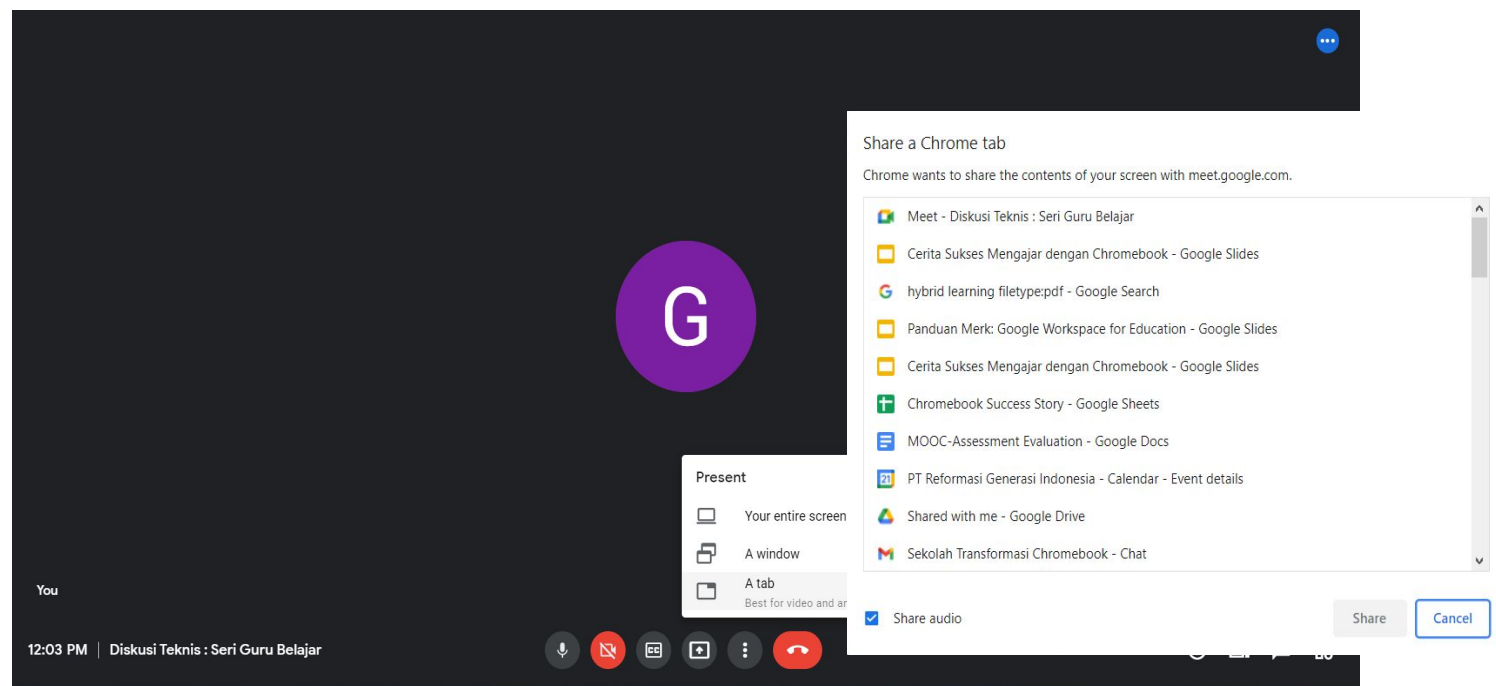 Share a Chrome tab
Chrome wants to share the contents of your screen with meet.google.com.
Meet - Diskusi Teknis : Seri Guru Belajar
Cerita Sukses Mengajar dengan Chromebook - Google Slides
hybrid learning filetype:pdf - Google Search
Panduan Merk: Google Workspace for Education - Google Slides
Cerita Sukses Mengajar dengan Chromebook - Google Slides
Chromebook Success Story - Google Sheets
MOOC-Assessment Evaluation - Google Docs
21 PT Reformasi Generasi Indonesia - Calendar - Event details
Shared with me - Google Drive
Sekolah Transformasi Chromebook - Chat
Share audio
Share
Cancel
G
Present
Your entire screen
A window
A tab
Best for video and
You
12:03 PM | Diskusi Teknis : Seri Guru Belajar
CC